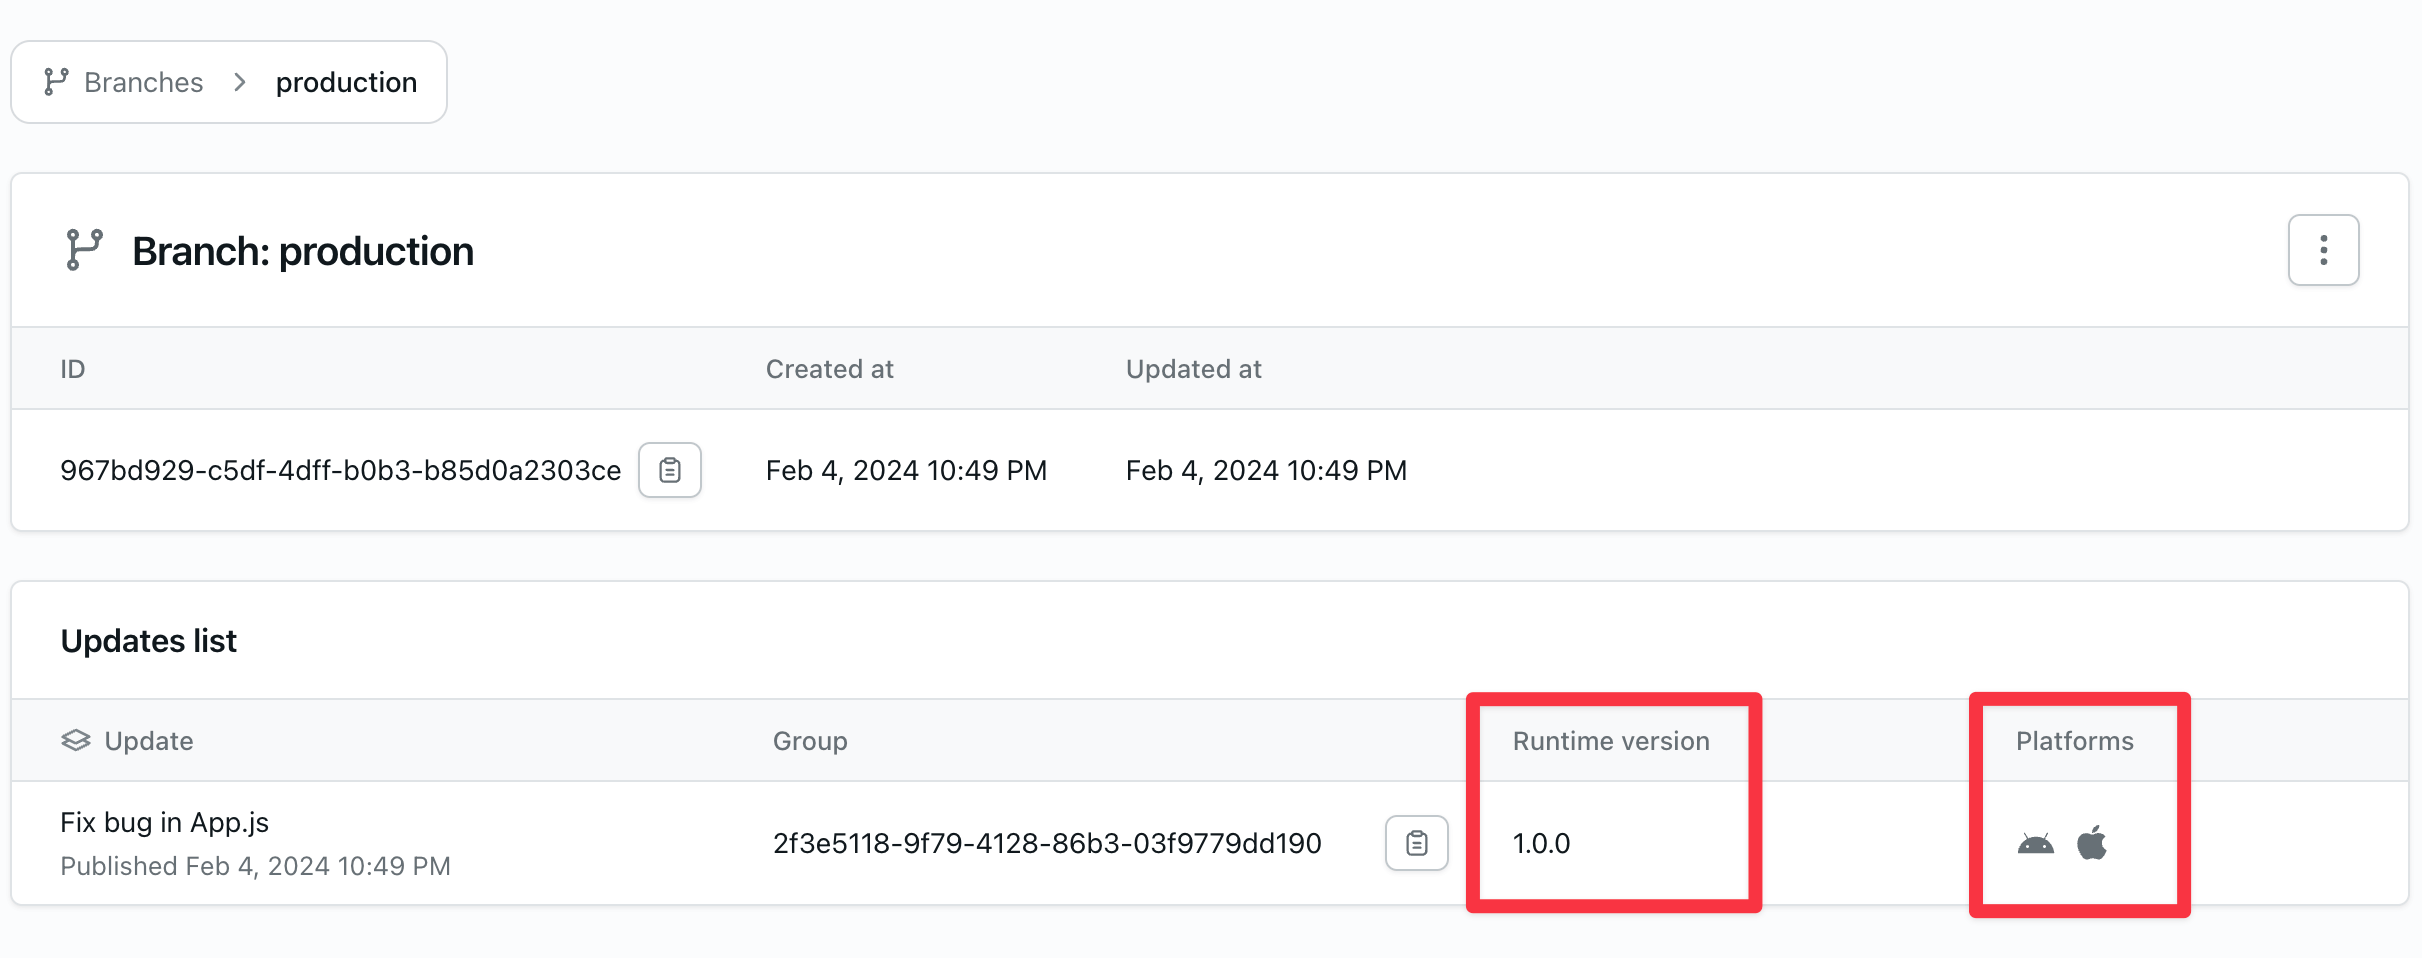 Branches > production
Branch: production
ID Created at Updated at
967bd929-c5df-4dff-b0b3-b85d0a2303ce Feb 4, 2024 10:49 PM Feb 4, 2024 10:49 PM
Updates list
Update Group Runtime version Platforms
Fix bug in App.js
Published Feb 4, 2024 10:49 PM
2f3e5118-9f79-4128-86b3-03f9779dd190 1.0.0